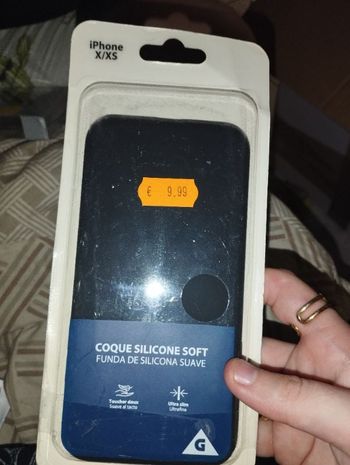 iPhone
X/XS
€ 9.99
COQUE SILICONE SOFT
FUNDA DE SILICONA SUAVE
Toucher doux
Suave al tacto
Ultra slim
Ultrafina
G